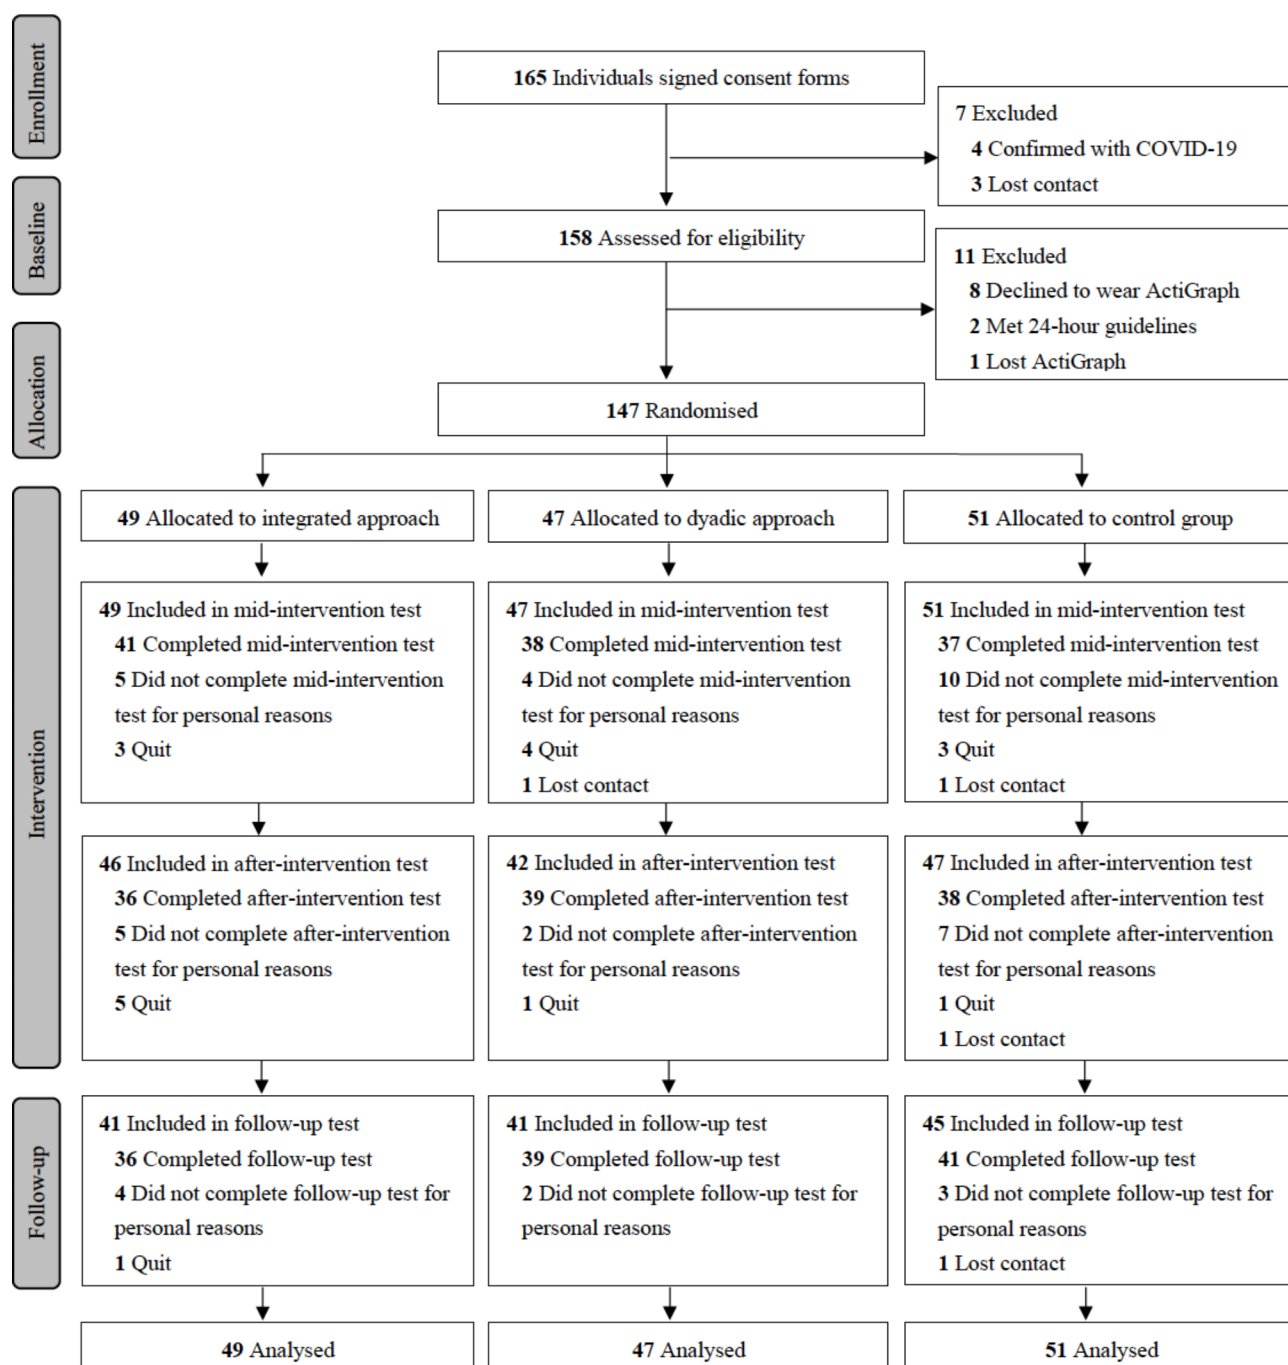 Enrollment
165 Individuals signed consent forms
7 Excluded
4 Confirmed with COVID-19
3 Lost contact
Baseline
158 Assessed for eligibility
11 Excluded
8 Declined to wear ActiGraph
2 Met 24-hour guidelines
1 Lost ActiGraph
Allocation
147 Randomised
Intervention
49 Allocated to integrated approach
47 Allocated to dyadic approach
51 Allocated to control group
49 Included in mid-intervention test
41 Completed mid-intervention test
5 Did not complete mid-intervention
test for personal reasons
3 Quit
47 Included in mid-intervention test
38 Completed mid-intervention test
4 Did not complete mid-intervention
test for personal reasons
4 Quit
1 Lost contact
51 Included in mid-intervention test
37 Completed mid-intervention test
10 Did not complete mid-intervention
test for personal reasons
3 Quit
1 Lost contact
46 Included in after-intervention test
36 Completed after-intervention test
5 Did not complete after-intervention
test for personal reasons
5 Quit
42 Included in after-intervention test
39 Completed after-intervention test
2 Did not complete after-intervention
test for personal reasons
1 Quit
47 Included in after-intervention test
38 Completed after-intervention test
7 Did not complete after-intervention
test for personal reasons
1 Quit
1 Lost contact
Follow-up
41 Included in follow-up test
36 Completed follow-up test
4 Did not complete follow-up test for
personal reasons
1 Quit
41 Included in follow-up test
39 Completed follow-up test
2 Did not complete follow-up test for
personal reasons
45 Included in follow-up test
41 Completed follow-up test
3 Did not complete follow-up test for
personal reasons
1 Lost contact
49 Analysed
47 Analysed
51 Analysed